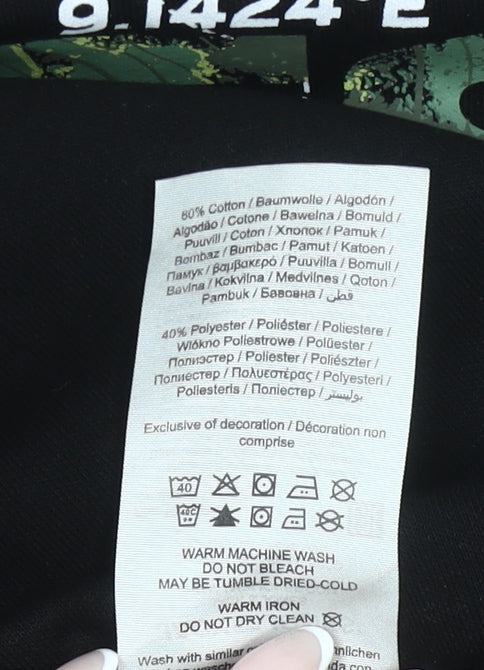 9.1424°E
60% Cotton / Baumwolle / Algodón /
Algodão / Cotone / Bawełna / Bomuld /
Puuvill / Coton / Хлопок / Pamuk /
Bombaz / Bumbac / Pamut / Katoen /
Памук / Βαμβακερό / Puuvilla / Bomull /
Bavlna / Kokvilna / Medvilnės / Qoton /
Pambuk / Бавовна / قطن
40% Polyester / Poliéster / Poliestere /
Włókno Poliestrowe / Polüester /
Полиэстер / Poliester / Poliészter /
Полиестер / Πολυεστέρας / Polyesteri /
Poliesteris / Поліестер / بوليستر
Exclusive of decoration / Décoration non
comprise
40
40C
WARM MACHINE WASH
DO NOT BLEACH
MAY BE TUMBLE DRIED-COLD
WARM IRON
DO NOT DRY CLEAN
Wash with similar